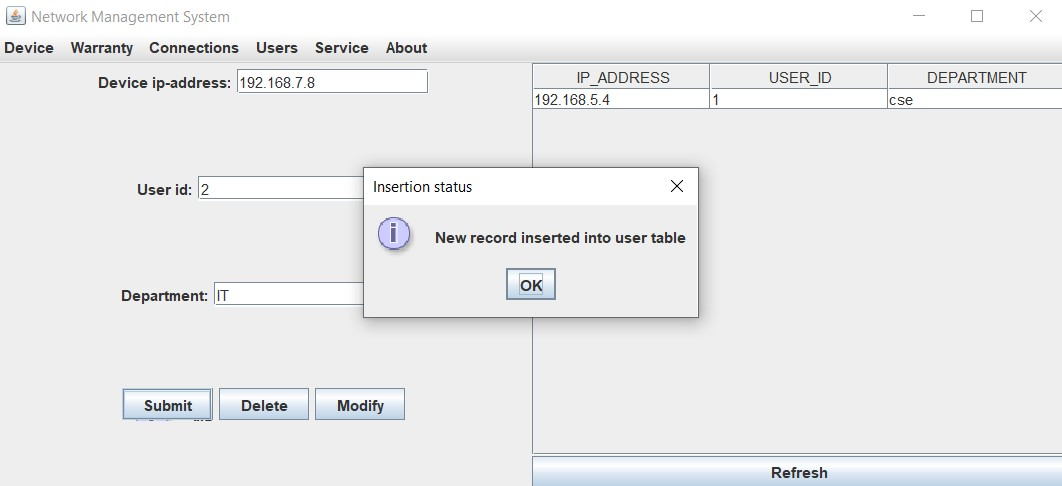 Network Management System
Device Warranty Connections Users Service About
Device ip-address: 192.168.7.8
IP_ADDRESS USER_ID DEPARTMENT
192.168.5.4 1 cse
User id: 2
Insertion status
New record inserted into user table
OK
Department: IT
Submit Delete Modify
Refresh